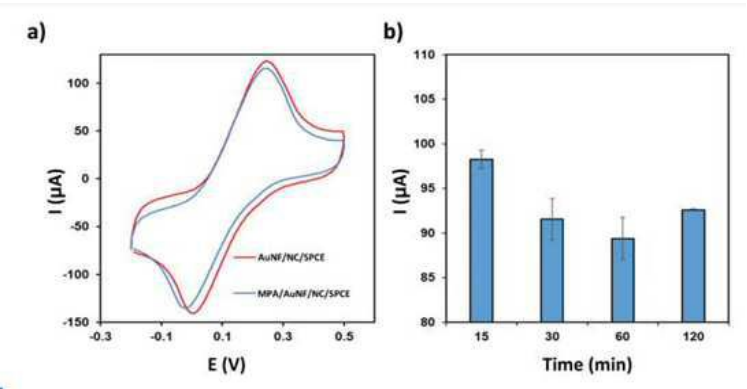 a)
b)
I (µA)
100
50
0
-50
-100
-150
-0.3
-0.1
0.1
0.3
0.5
E (V)
AuNF/NC/SPCE
MPA/AuNF/NC/SPCE
I (µA)
110
105
100
95
90
85
80
15
30
60
120
Time (min)